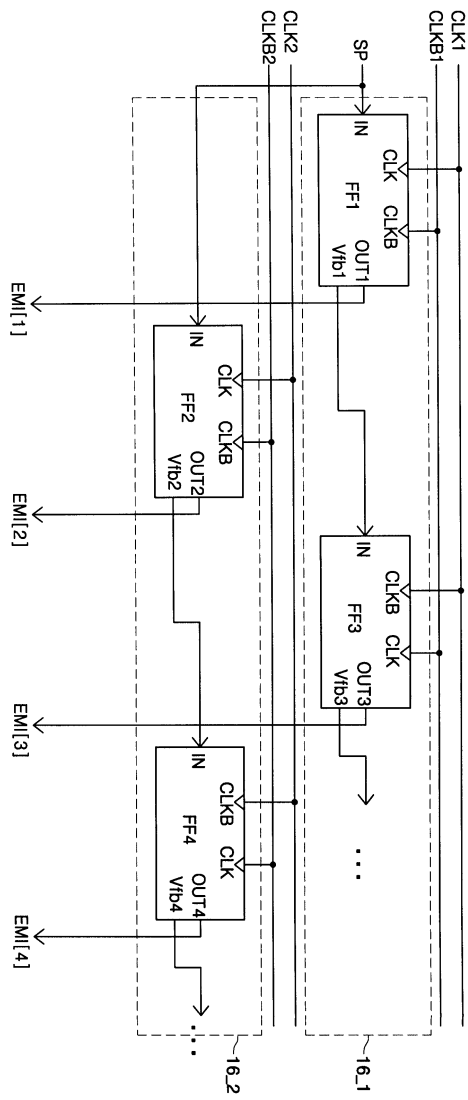 CLK1
CLKB1
SP
CLK2
CLKB2
IN
CLK
CLKB
FF1
OUT1
Vfb1
EMI[1]
IN
CLK
CLKB
FF2
OUT2
Vfb2
EMI[2]
IN
CLKB
CLK
FF3
OUT3
Vfb3
EMI[3]
IN
CLKB
CLK
FF4
OUT4
Vfb4
EMI[4]
...
...
16_1
16_2